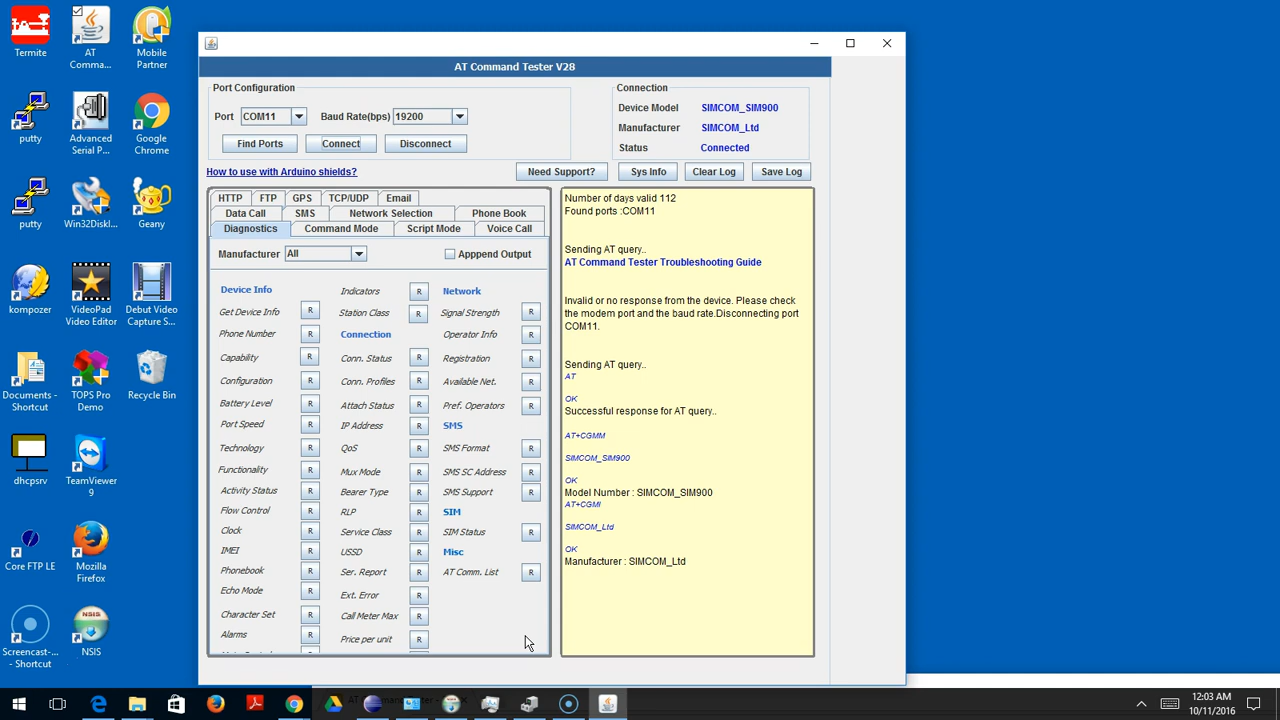 Termite
AT Comma...
Mobile Partner
putty
Advanced Serial P...
Google Chrome
putty
Win32Diskl...
Geany
kompozer
VideoPad Video Editor
Debut Video Capture S...
Documents - Shortcut
TOPS Pro Demo
Recycle Bin
dhcpsrv
TeamViewer 9
Core FTP LE
Mozilla Firefox
Screencast-... - Shortcut
NSIS
AT Command Tester V28
Port Configuration
Port COM11 Baud Rate(bps) 19200
Find Ports Connect Disconnect
Connection
Device Model SIMCOM_SIM900
Manufacturer SIMCOM_Ltd
Status Connected
How to use with Arduino shields?
Need Support? Sys Info Clear Log Save Log
HTTP FTP GPS TCP/UDP Email
Data Call SMS Network Selection Phone Book
Diagnostics Command Mode Script Mode Voice Call
Manufacturer All Apppend Output
Device Info
Get Device Info R
Phone Number R
Capability R
Configuration R
Battery Level R
Port Speed R
Technology R
Functionality R
Activity Status R
Flow Control R
Clock R
IMEI R
Phonebook R
Echo Mode R
Character Set R
Alarms R
Indicators R
Station Class R
Connection
Conn. Status R
Conn. Profiles R
Attach Status R
IP Address R
QoS R
Mux Mode R
Bearer Type R
RLP R
Service Class R
USSD R
Ser. Report R
Ext. Error R
Call Meter Max R
Price per unit R
Network
Signal Strength R
Operator Info R
Registration R
Available Net. R
Pref. Operators R
SMS
SMS Format R
SMS SC Address R
SMS Support R
SIM
SIM Status R
Misc
AT Comm. List R
Number of days valid 112
Found ports :COM11
Sending AT query..
AT Command Tester Troubleshooting Guide
Invalid or no response from the device. Please check
the modem port and the baud rate.Disconnecting port
COM11.
Sending AT query..
AT
OK
Successful response for AT query..
AT+CGMM
SIMCOM_SIM900
OK
Model Number : SIMCOM_SIM900
AT+CGMI
SIMCOM_Ltd
OK
Manufacturer : SIMCOM_Ltd
12:03 AM
10/11/2016